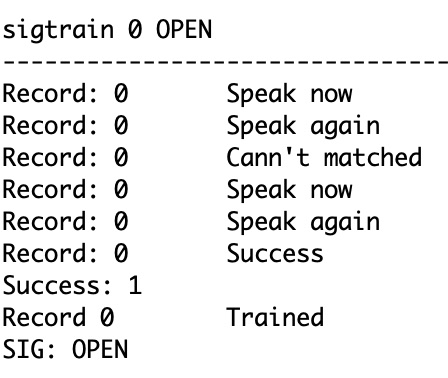 sigtrain 0 OPEN
--------------------------------
Record: 0 Speak now
Record: 0 Speak again
Record: 0 Cann't matched
Record: 0 Speak now
Record: 0 Speak again
Record: 0 Success
Success: 1
Record 0 Trained
SIG: OPEN